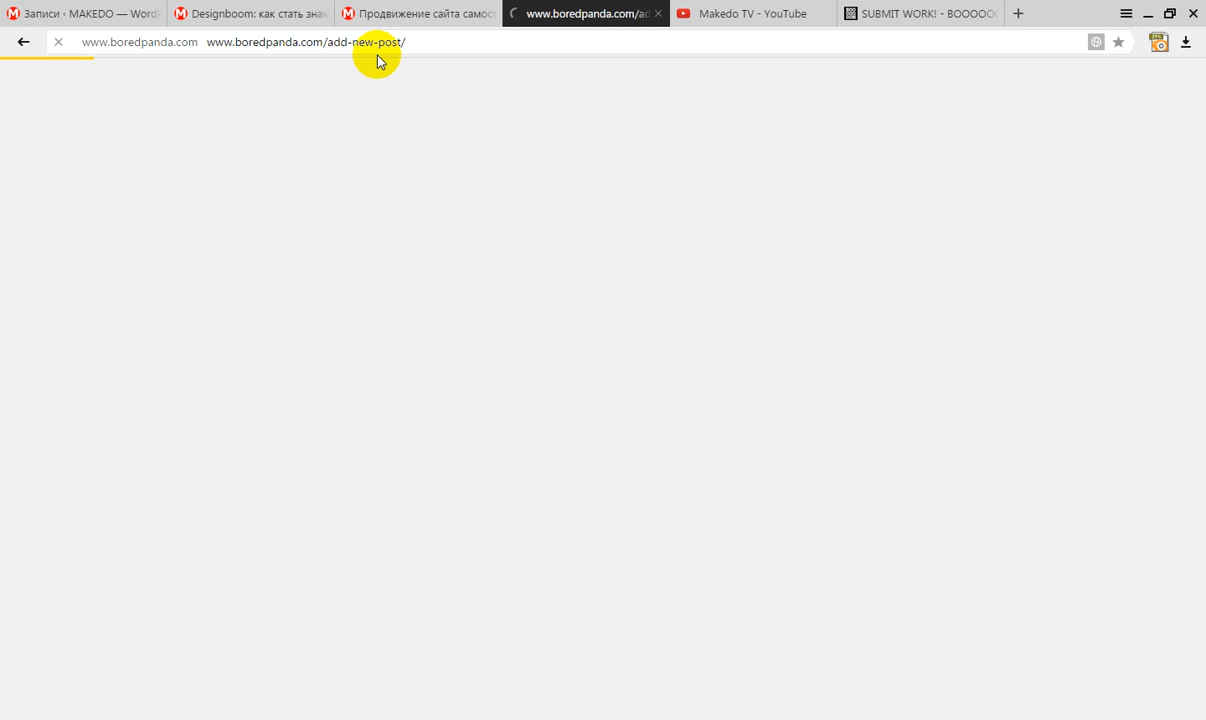 Записи ‹ MAKEDO — Word
Designboom: как стать зна
Продвижение сайта самос
www.boredpanda.com/ad
Makedo TV - YouTube
SUBMIT WORK! - BOOOOO
www.boredpanda.com www.boredpanda.com/add-new-post/